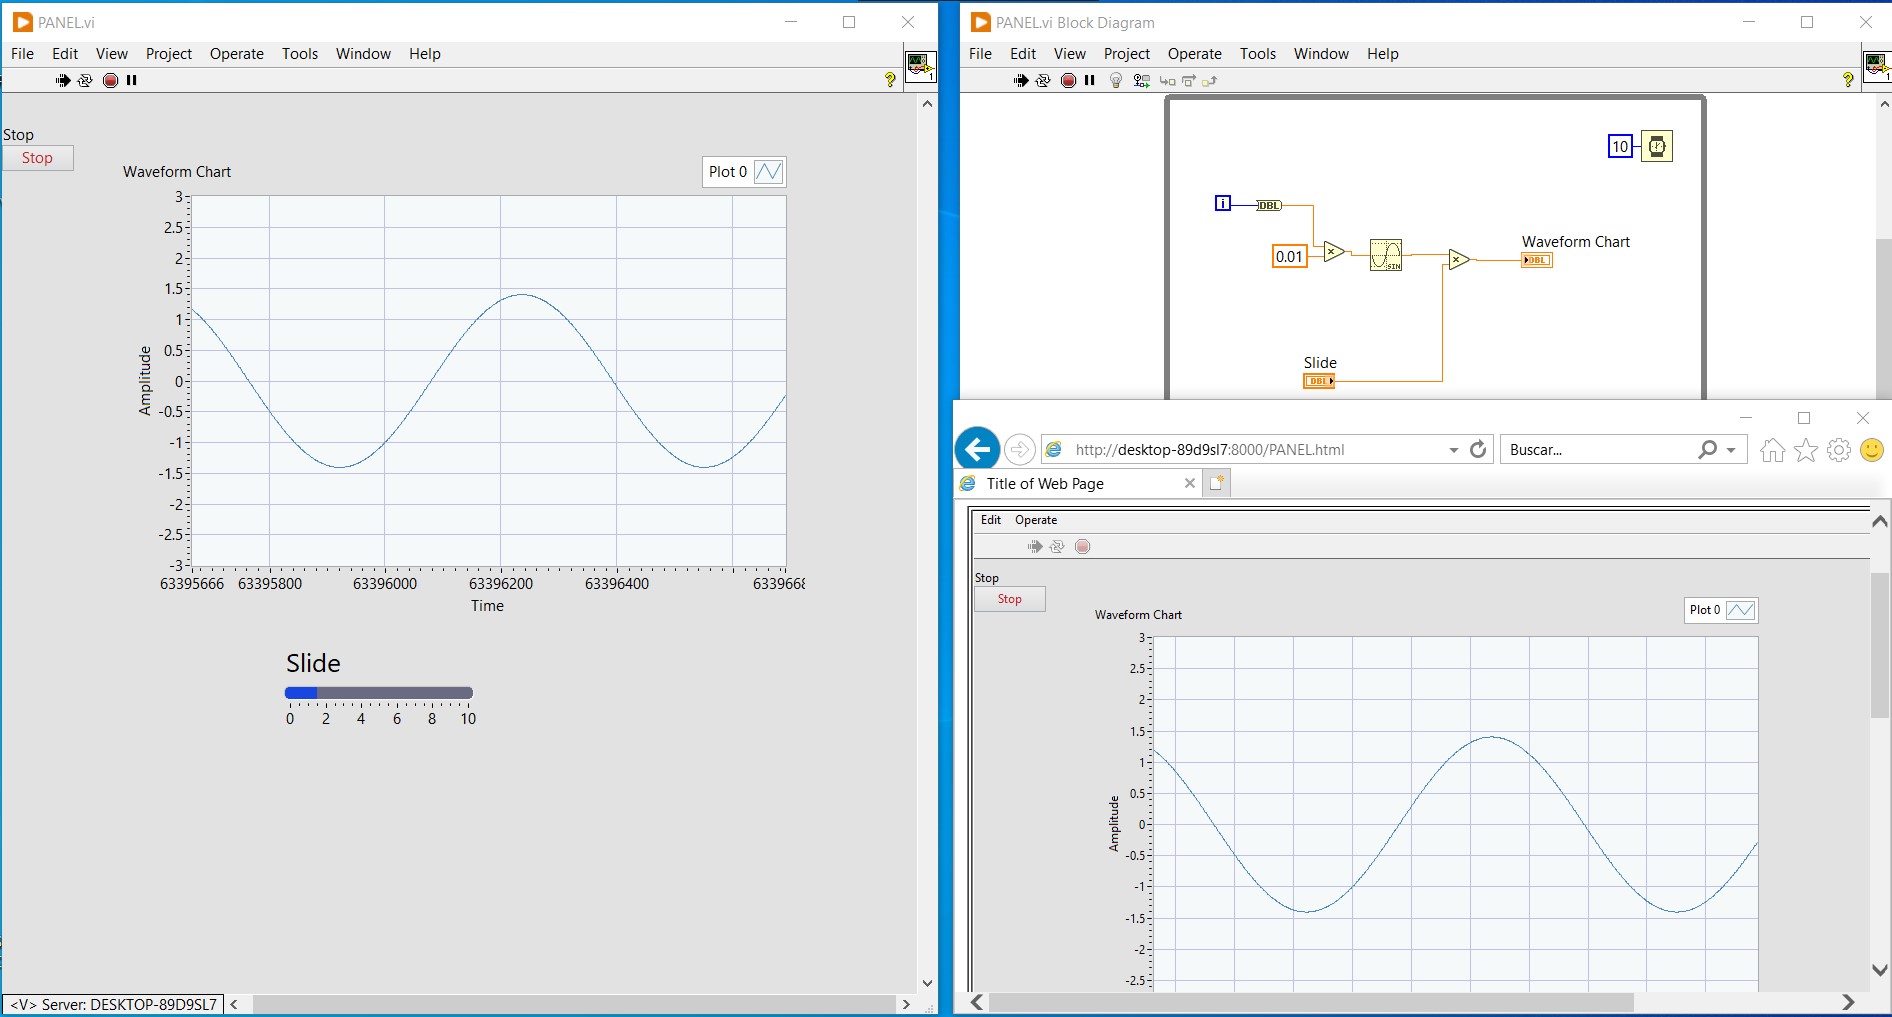 PANEL.vi
File Edit View Project Operate Tools Window Help
1
Stop
Stop
Waveform Chart
Plot 0
3
2.5
2
1.5
1
0.5
0
-0.5
-1
-1.5
-2
-2.5
-3
Amplitude
63395666 63395800 63396000 63396200 63396400 6339668
Time
Slide
0 2 4 6 8 10
<V> Server: DESKTOP-89D9SL7
PANEL.vi Block Diagram
File Edit View Project Operate Tools Window Help
1
10
i
DBL
0.01
SIN
Waveform Chart
DBL
Slide
DBL
http://desktop-89d9sl7:8000/PANEL.html
Buscar...
Title of Web Page
Edit Operate
Stop
Stop
Waveform Chart
Plot 0
3
2.5
2
1.5
1
0.5
0
-0.5
-1
-1.5
-2
-2.5
Amplitude